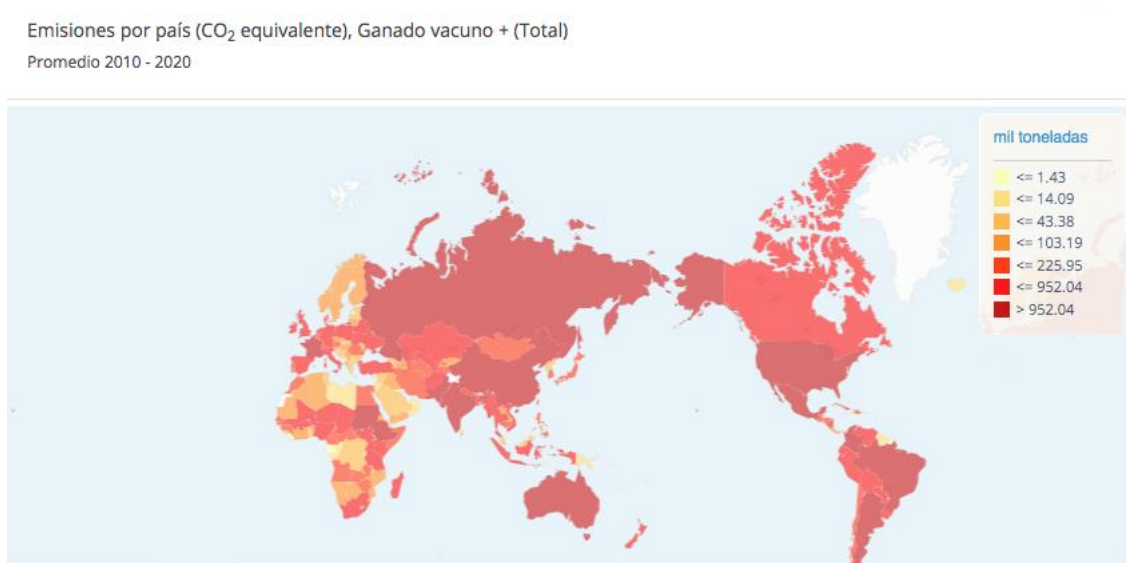 Emisiones por país (CO₂ equivalente), Ganado vacuno + (Total)
Promedio 2010 - 2020
mil toneladas
<= 1.43
<= 14.09
<= 43.38
<= 103.19
<= 225.95
<= 952.04
> 952.04